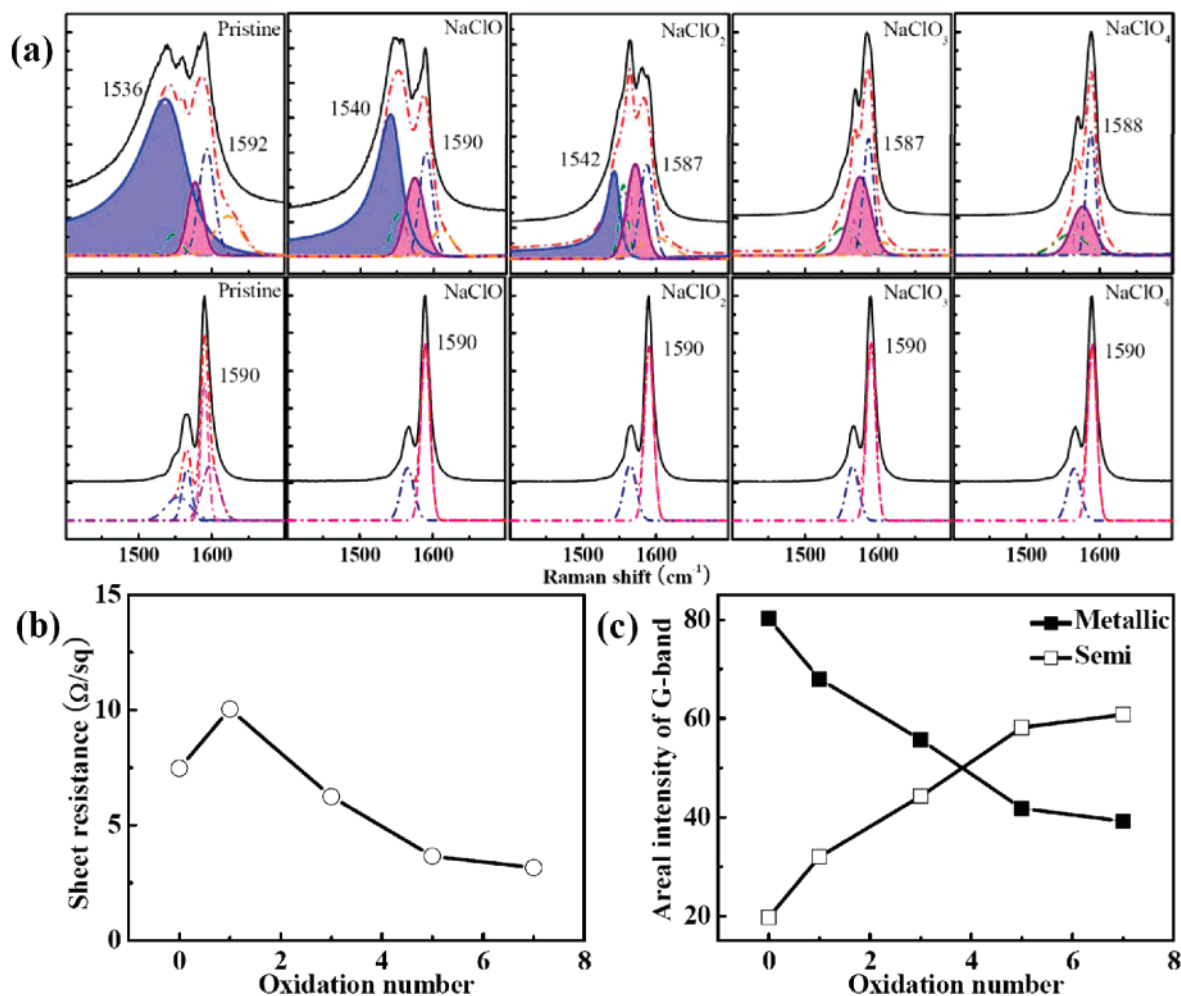 (a)
Pristine NaClO NaClO₂ NaClO₃ NaClO₄
1536 1592 1540 1590 1542 1587 1587 1588
Pristine NaClO NaClO₂ NaClO₃ NaClO₄
1590 1590 1590 1590 1590
1500 1600 1500 1600 1500 1600 1500 1600 1500 1600
Raman shift (cm⁻¹)
(b)
Sheet resistance (Ω/sq)
15
10
5
0
0 2 4 6 8
Oxidation number
(c)
Areal intensity of G-band
80
60
40
20
Metallic
Semi
0 2 4 6 8
Oxidation number